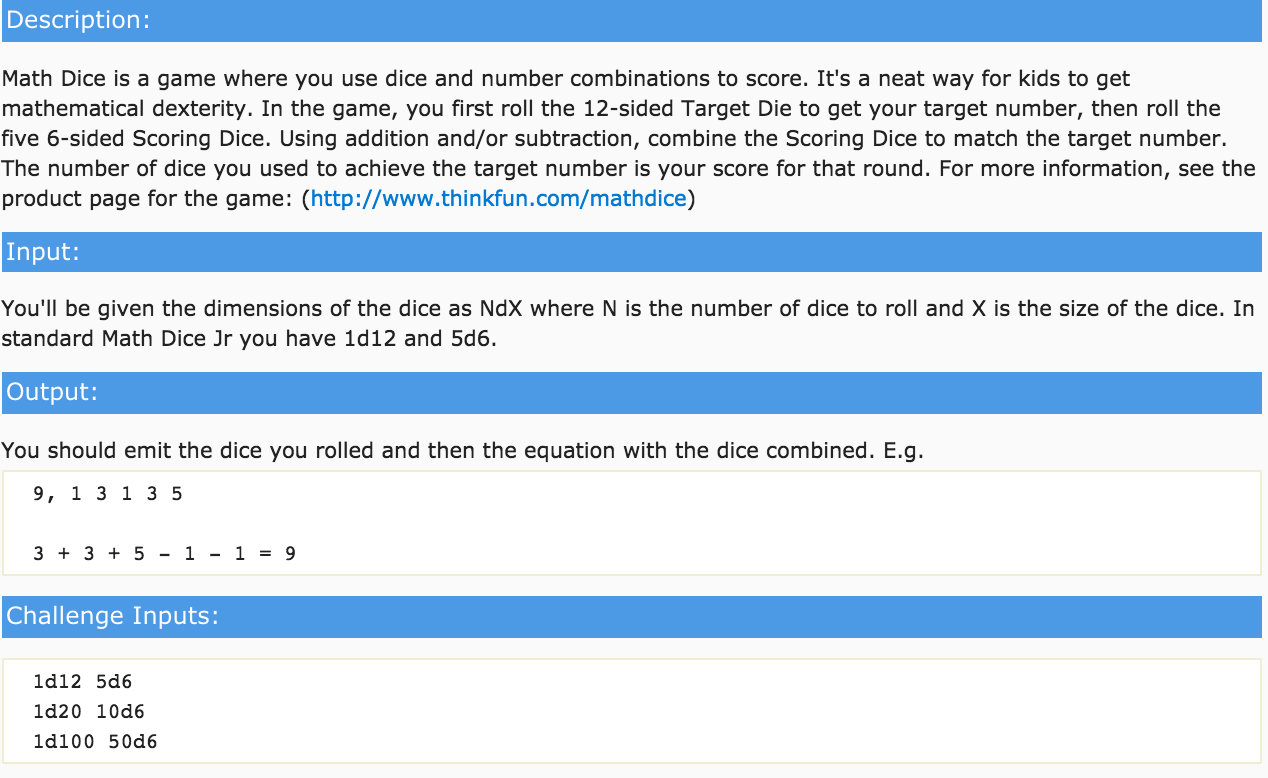 Description:
Math Dice is a game where you use dice and number combinations to score. It's a neat way for kids to get
mathematical dexterity. In the game, you first roll the 12-sided Target Die to get your target number, then roll the
five 6-sided Scoring Dice. Using addition and/or subtraction, combine the Scoring Dice to match the target number.
The number of dice you used to achieve the target number is your score for that round. For more information, see the
product page for the game: (http://www.thinkfun.com/mathdice)
Input:
You'll be given the dimensions of the dice as NdX where N is the number of dice to roll and X is the size of the dice. In
standard Math Dice Jr you have 1d12 and 5d6.
Output:
You should emit the dice you rolled and then the equation with the dice combined. E.g.
9, 1 3 1 3 5
3 + 3 + 5 - 1 - 1 = 9
Challenge Inputs:
1d12 5d6
1d20 10d6
1d100 50d6